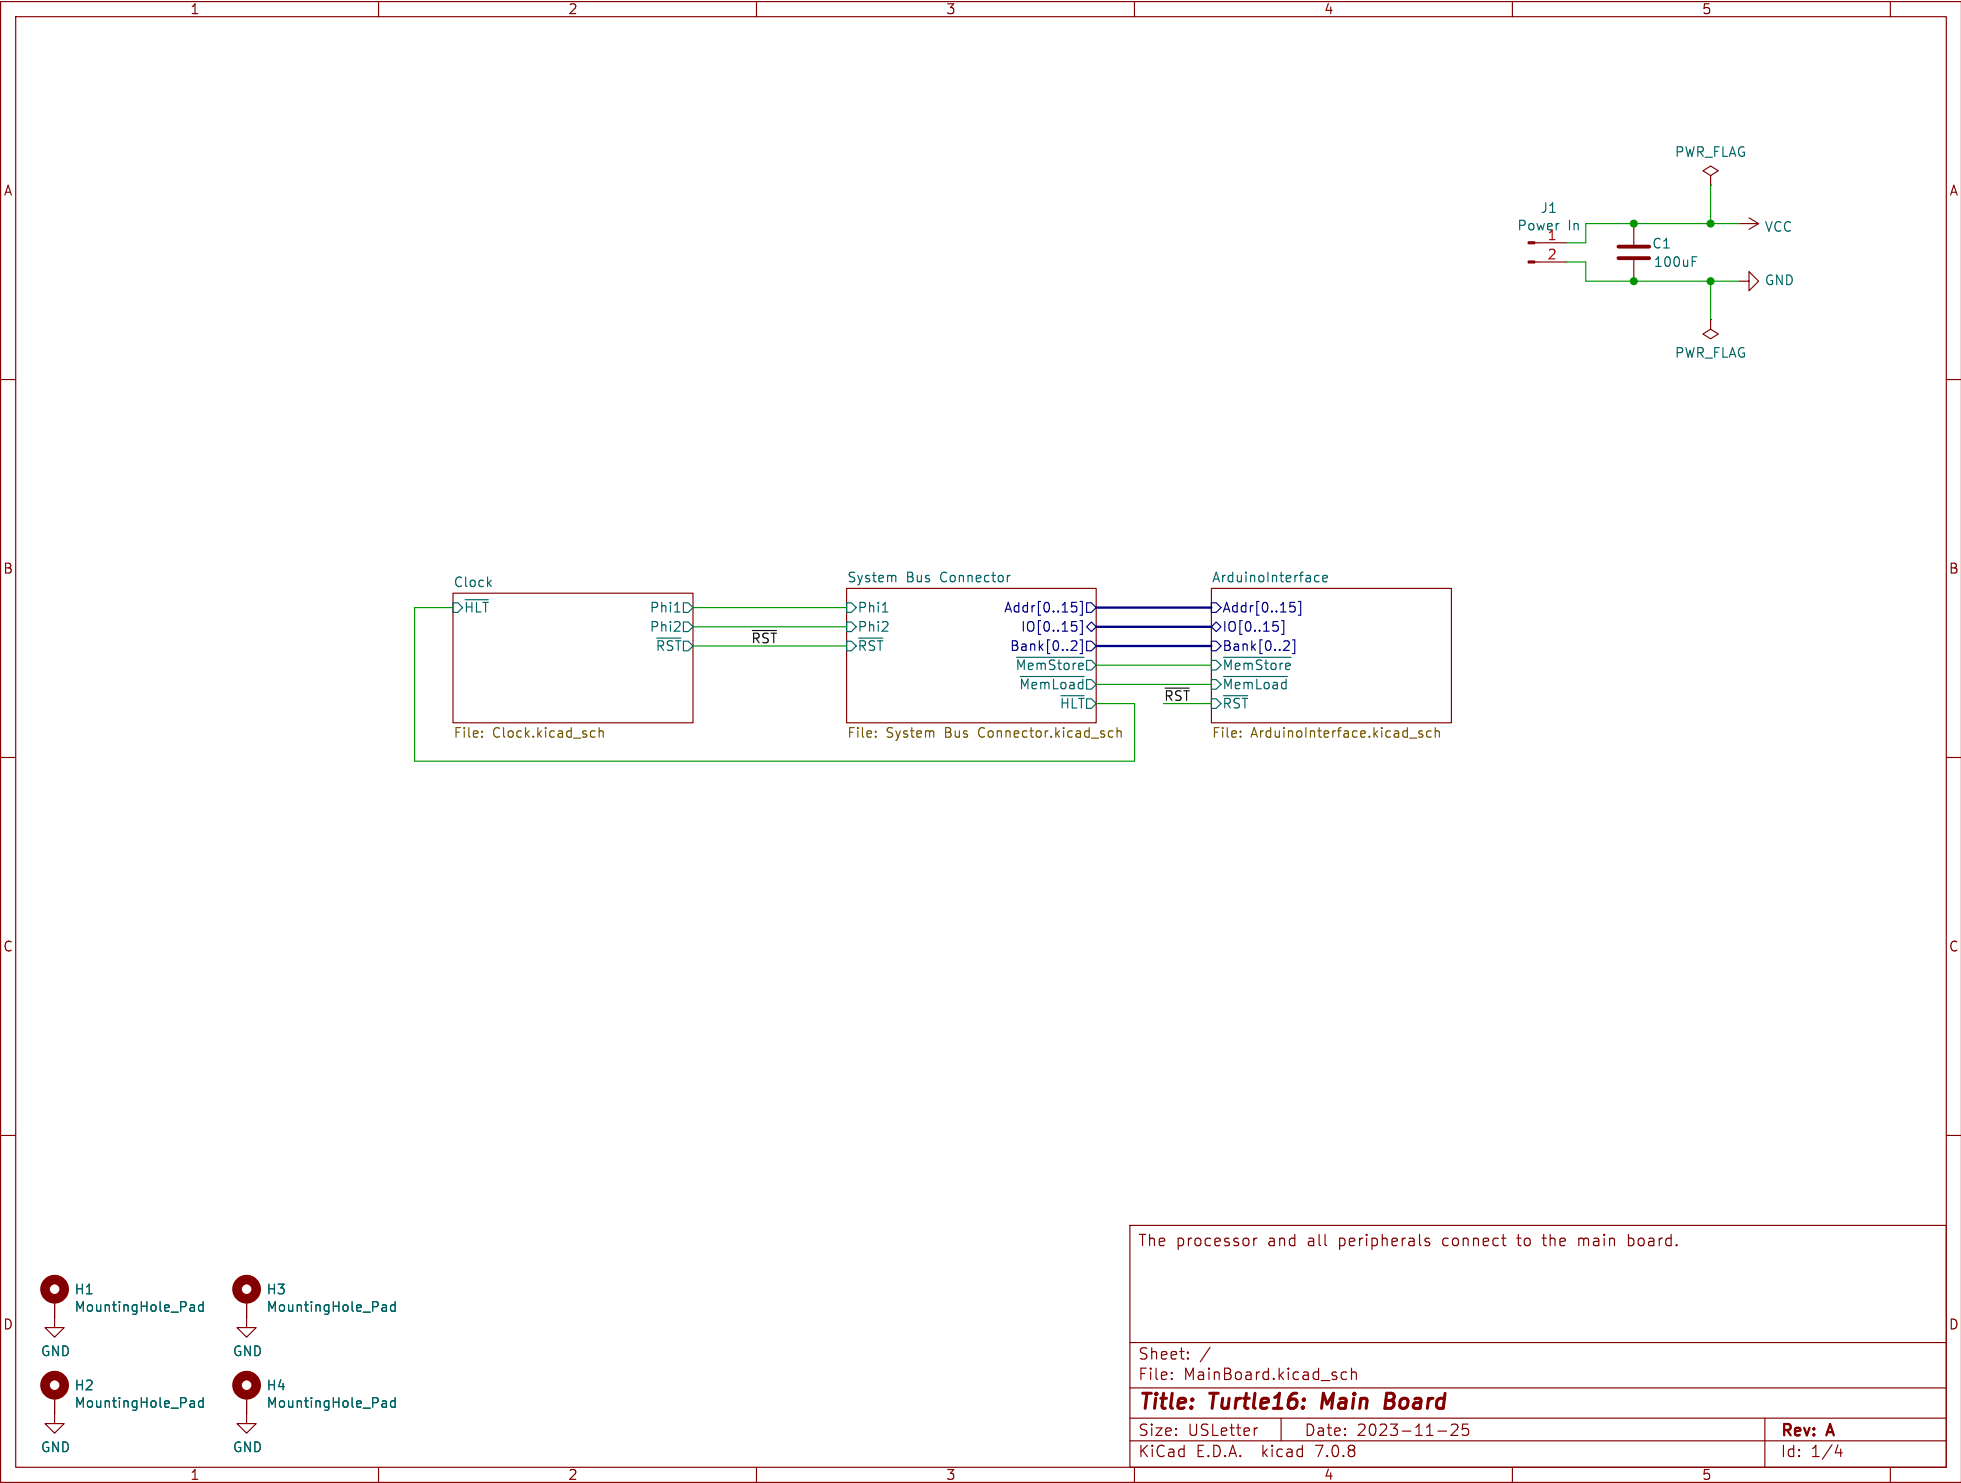 1 2 3 4 5
A A
PWR_FLAG
J1
Power In
1
2
C1
100uF
VCC
GND
PWR_FLAG
B B
Clock
HLT
Phi1
Phi2
RST
File: Clock.kicad_sch
RST
System Bus Connector
Phi1
Phi2
RST
Addr[0..15]
IO[0..15]
Bank[0..2]
MemStore
MemLoad
HLT
File: System Bus Connector.kicad_sch
RST
ArduinoInterface
Addr[0..15]
IO[0..15]
Bank[0..2]
MemStore
MemLoad
RST
File: ArduinoInterface.kicad_sch
C C
D D
H1
MountingHole_Pad
GND
H3
MountingHole_Pad
GND
H2
MountingHole_Pad
GND
H4
MountingHole_Pad
GND
The processor and all peripherals connect to the main board.
Sheet: /
File: MainBoard.kicad_sch
Title: Turtle16: Main Board
Size: USLetter Date: 2023-11-25 Rev: A
KiCad E.D.A. kicad 7.0.8 Id: 1/4
1 2 3 4 5